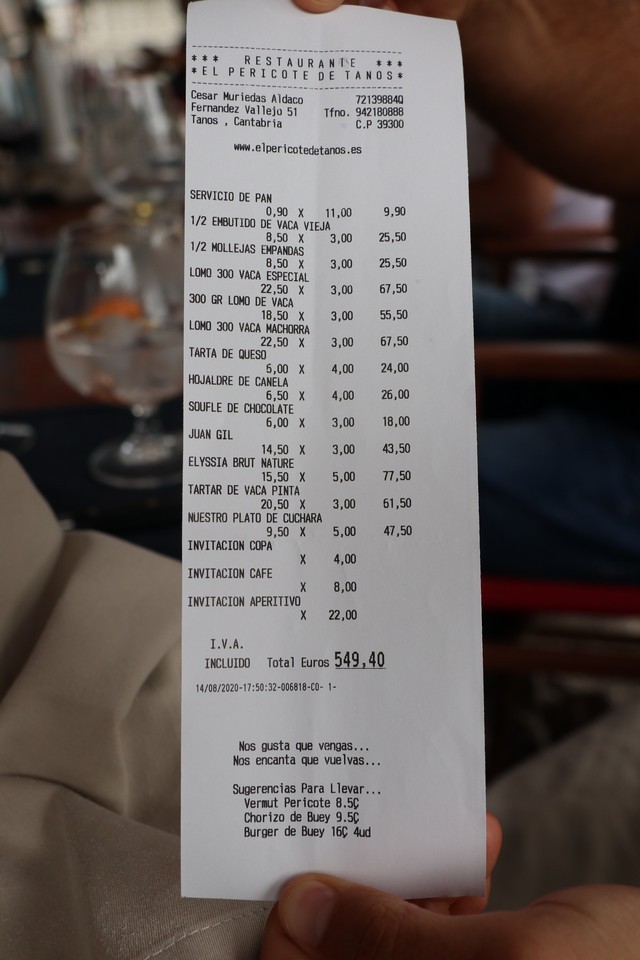 *** RESTAURANTE ***
*EL PERICOTE DE TANOS*
Cesar Muriedas Aldaco 72139884Q
Fernandez Vallejo 51 Tfno. 942180888
Tanos , Cantabria C.P 39300
www.elpericotedetanos.es
SERVICIO DE PAN
0,90 X 11,00 9,90
1/2 EMBUTIDO DE VACA VIEJA
8,50 X 3,00 25,50
1/2 MOLLEJAS EMPANDAS
8,50 X 3,00 25,50
LOMO 300 VACA ESPECIAL
22,50 X 3,00 67,50
300 GR LOMO DE VACA
18,50 X 3,00 55,50
LOMO 300 VACA MACHORRA
22,50 X 3,00 67,50
TARTA DE QUESO
6,00 X 4,00 24,00
HOJALDRE DE CANELA
6,50 X 4,00 26,00
SOUFLE DE CHOCOLATE
6,00 X 3,00 18,00
JUAN GIL
14,50 X 3,00 43,50
ELYSSIA BRUT NATURE
15,50 X 5,00 77,50
TARTAR DE VACA PINTA
20,50 X 3,00 61,50
NUESTRO PLATO DE CUCHARA
9,50 X 5,00 47,50
INVITACION COPA
X 4,00
INVITACION CAFE
X 8,00
INVITACION APERITIVO
X 22,00
I.V.A.
INCLUIDO Total Euros 549,40
14/08/2020-17:50:32-006818-CO- 1-
Nos gusta que vengas...
Nos encanta que vuelvas...
Sugerencias Para Llevar...
Vermut Pericote 8.5Ç
Chorizo de Buey 9.5Ç
Burger de Buey 16Ç 4ud